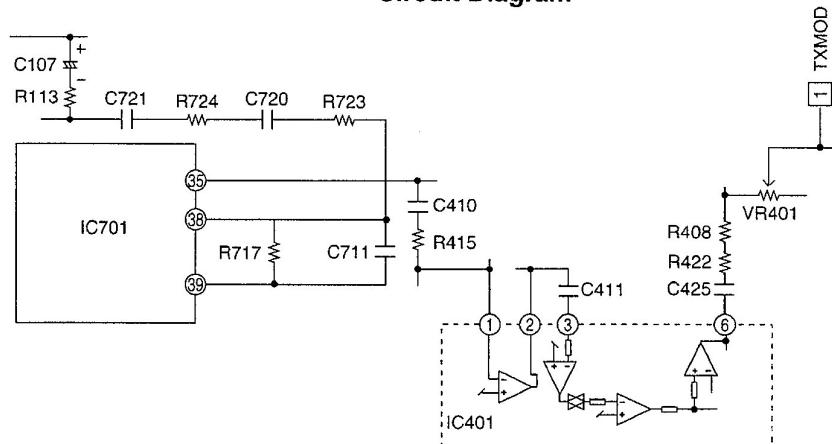 Circuit Diagram
TXMOD
1
C107
+
−
R113
C721
R724
C720
R723
IC701
35
38
39
R717
C711
C410
R415
VR401
R408
R422
C425
C411
1
2
3
6
−
+
+
−
−
+
+
−
IC401